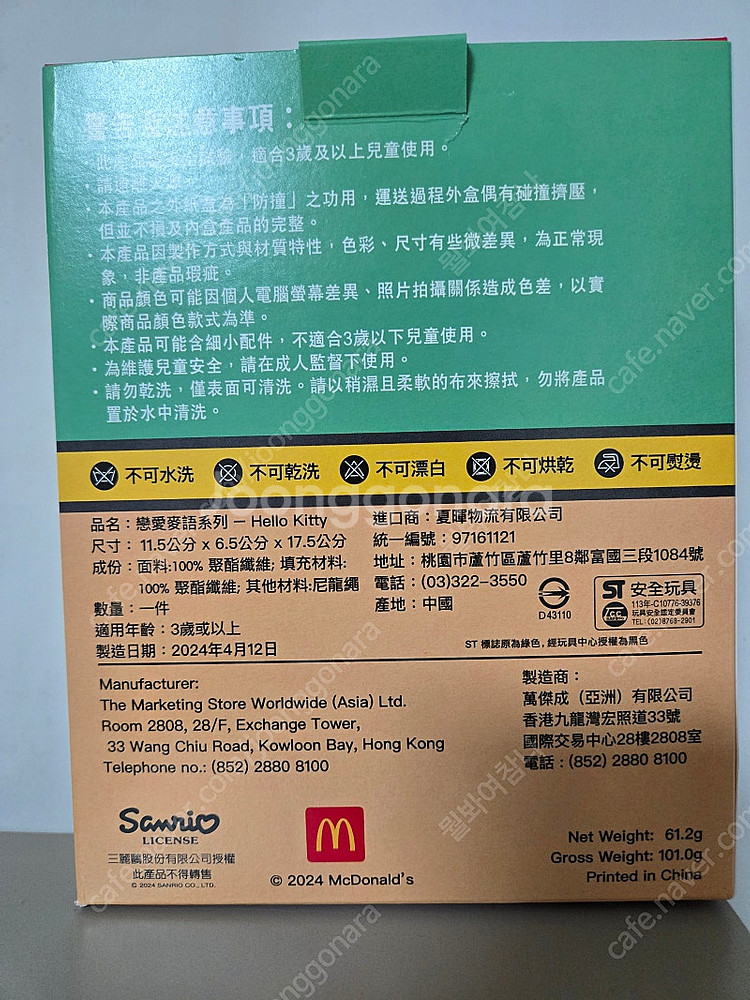 事項：
適合3歲及以上兒童使用。
・本產品之外紙盒為「防撞」之功用，運送過程外盒偶有碰撞擠壓，
但並不損及內盒產品的完整。
・本產品因製作方式與材質特性，色彩、尺寸有些微差異，為正常現
象，非產品瑕疵。
・商品顏色可能因個人電腦螢幕差異、照片拍攝關係造成色差，以實
際商品顏色款式為準。
・本產品可能含細小配件，不適合3歲以下兒童使用。
・為維護兒童安全，請在成人監督下使用。
・請勿乾洗，僅表面可清洗。請以稍濕且柔軟的布來擦拭，勿將產品
置於水中清洗。
不可水洗 不可乾洗 不可漂白 不可烘乾 不可熨燙
品名：戀愛麥語系列 – Hello Kitty
尺寸： 11.5公分 x 6.5公分 x 17.5公分
成份：面料:100% 聚酯纖維; 填充材料:
100% 聚酯纖維; 其他材料:尼龍繩
數量：一件
適用年齡：3歲或以上
製造日期：2024年4月12日
進口商：夏暉物流有限公司
統一編號：97161121
地址：桃園市蘆竹區蘆竹里8鄰富國三段1084號
電話：(03)322-3550
產地：中國
D43110
ST 安全玩具
113年-C10776-39376
玩具安全鑑定委員會
TEL:(02)8768-2901
ST 標誌原為綠色，經玩具中心授權為黑色
Manufacturer:
The Marketing Store Worldwide (Asia) Ltd.
Room 2808, 28/F, Exchange Tower,
33 Wang Chiu Road, Kowloon Bay, Hong Kong
Telephone no.: (852) 2880 8100
製造商：
萬傑成（亞洲）有限公司
香港九龍灣宏照道33號
國際交易中心28樓2808室
電話：(852) 2880 8100
Sanrio
LICENSE
三麗鷗股份有限公司授權
此產品不得轉售
© 2024 SANRIO CO., LTD.
© 2024 McDonald's
Net Weight: 61.2g
Gross Weight: 101.0g
Printed in China
joonggonara
cafe.naver.com